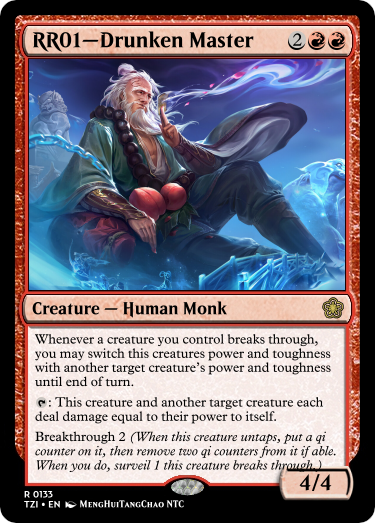 RR01—Drunken Master 2
Creature — Human Monk
Whenever a creature you control breaks through,
you may switch this creatures power and toughness
with another target creature's power and toughness
until end of turn.
: This creature and another target creature each
deal damage equal to their power to itself.
Breakthrough 2 (When this creature untaps, put a qi
counter on it, then remove two qi counters from it if able.
When you do, surveil 1 this creature breaks through.)
4/4
R 0133
TZI • EN MengHuiTangChao NTC